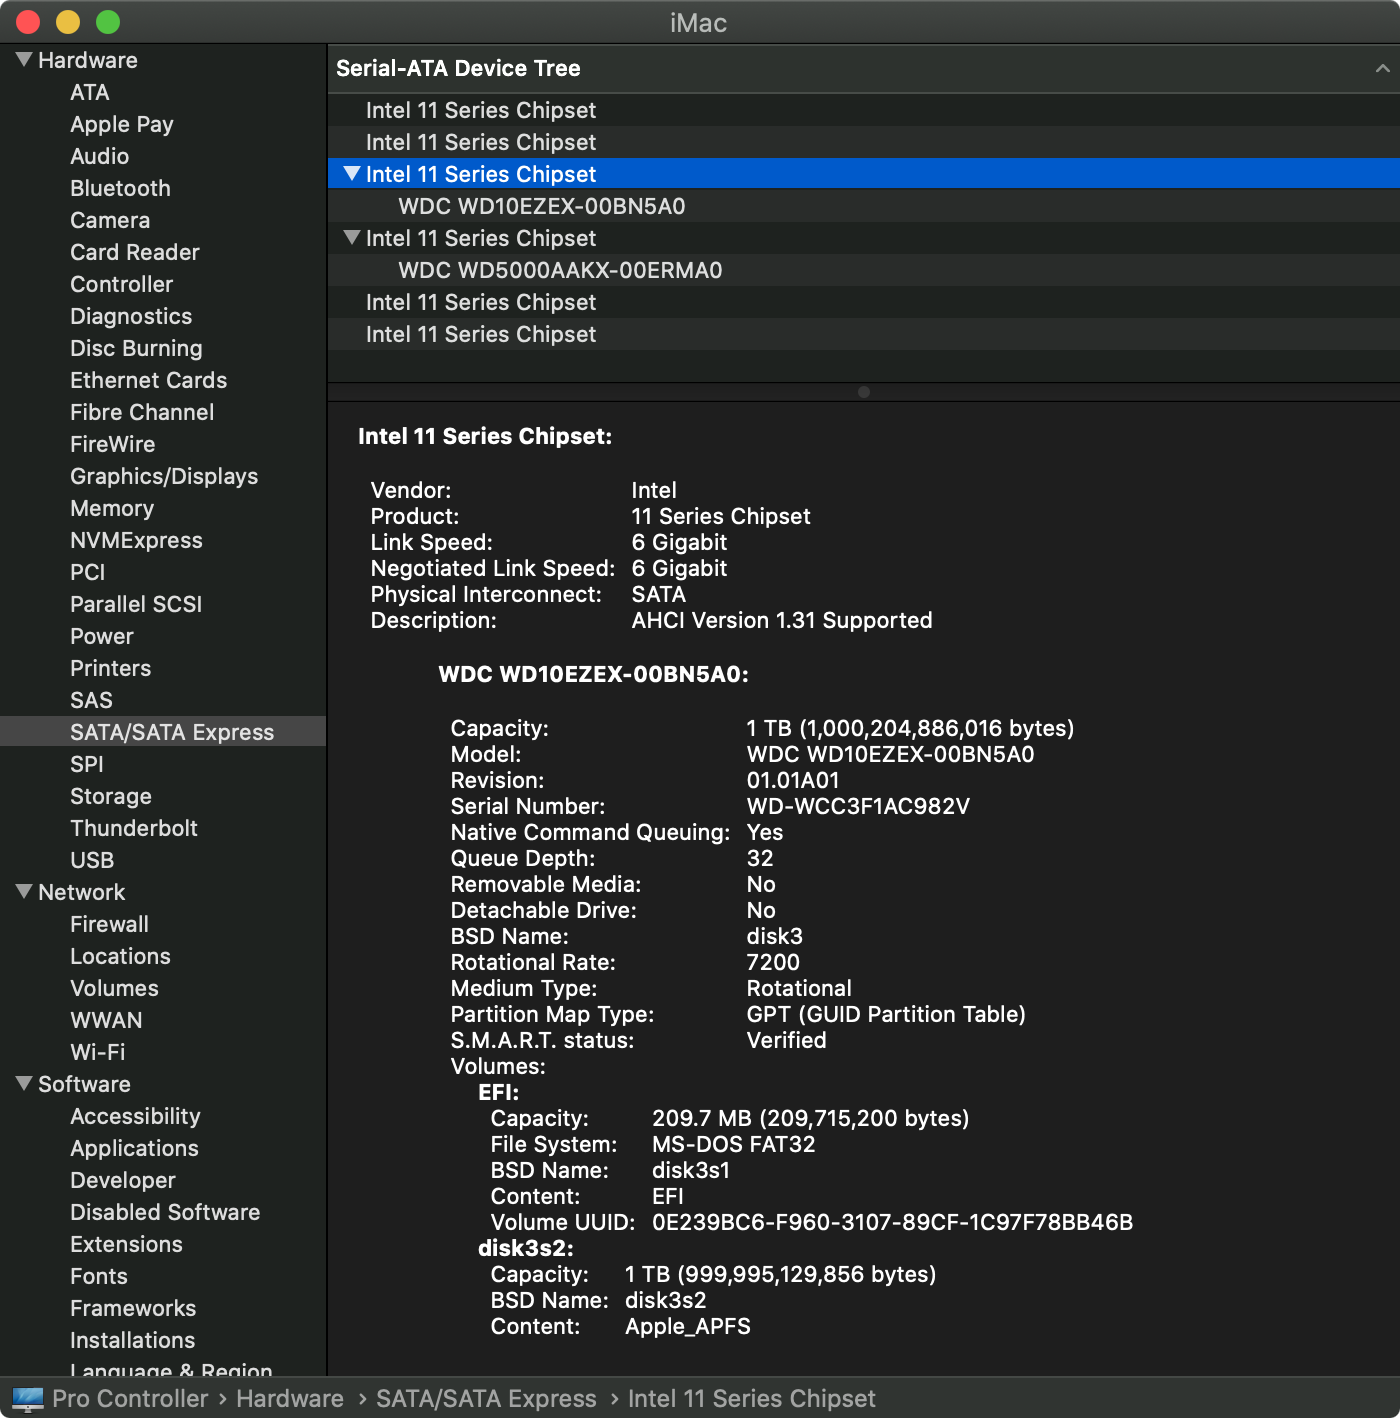 iMac
Hardware
ATA
Apple Pay
Audio
Bluetooth
Camera
Card Reader
Controller
Diagnostics
Disc Burning
Ethernet Cards
Fibre Channel
FireWire
Graphics/Displays
Memory
NVMExpress
PCI
Parallel SCSI
Power
Printers
SAS
SATA/SATA Express
SPI
Storage
Thunderbolt
USB
Network
Firewall
Locations
Volumes
WWAN
Wi-Fi
Software
Accessibility
Applications
Developer
Disabled Software
Extensions
Fonts
Frameworks
Installations
Language & Region
Serial-ATA Device Tree
Intel 11 Series Chipset
Intel 11 Series Chipset
Intel 11 Series Chipset
WDC WD10EZEX-00BN5A0
Intel 11 Series Chipset
WDC WD5000AAKX-00ERMA0
Intel 11 Series Chipset
Intel 11 Series Chipset
Intel 11 Series Chipset:
Vendor: Intel
Product: 11 Series Chipset
Link Speed: 6 Gigabit
Negotiated Link Speed: 6 Gigabit
Physical Interconnect: SATA
Description: AHCI Version 1.31 Supported
WDC WD10EZEX-00BN5A0:
Capacity: 1 TB (1,000,204,886,016 bytes)
Model: WDC WD10EZEX-00BN5A0
Revision: 01.01A01
Serial Number: WD-WCC3F1AC982V
Native Command Queuing: Yes
Queue Depth: 32
Removable Media: No
Detachable Drive: No
BSD Name: disk3
Rotational Rate: 7200
Medium Type: Rotational
Partition Map Type: GPT (GUID Partition Table)
S.M.A.R.T. status: Verified
Volumes:
EFI:
Capacity: 209.7 MB (209,715,200 bytes)
File System: MS-DOS FAT32
BSD Name: disk3s1
Content: EFI
Volume UUID: 0E239BC6-F960-3107-89CF-1C97F78BB46B
disk3s2:
Capacity: 1 TB (999,995,129,856 bytes)
BSD Name: disk3s2
Content: Apple_APFS
Pro Controller › Hardware › SATA/SATA Express › Intel 11 Series Chipset